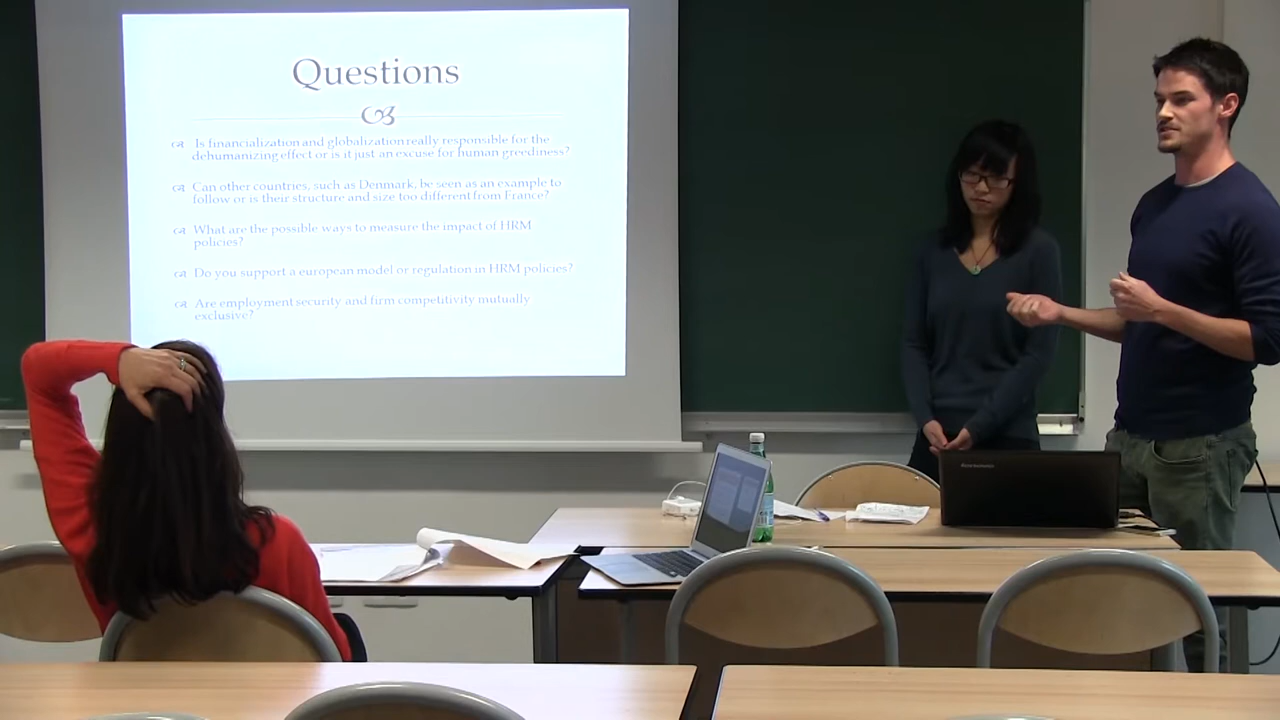 Questions
Is financialization and globalization really responsible for the
dehumanizing effect or is it just an excuse for human greediness?
Can other countries, such as Denmark, be seen as an example to
follow or is their structure and size too different from France?
What are the possible ways to measure the impact of HRM
policies?
Do you support a european model or regulation in HRM policies?
Are employment security and firm competitivity mutually
exclusive?